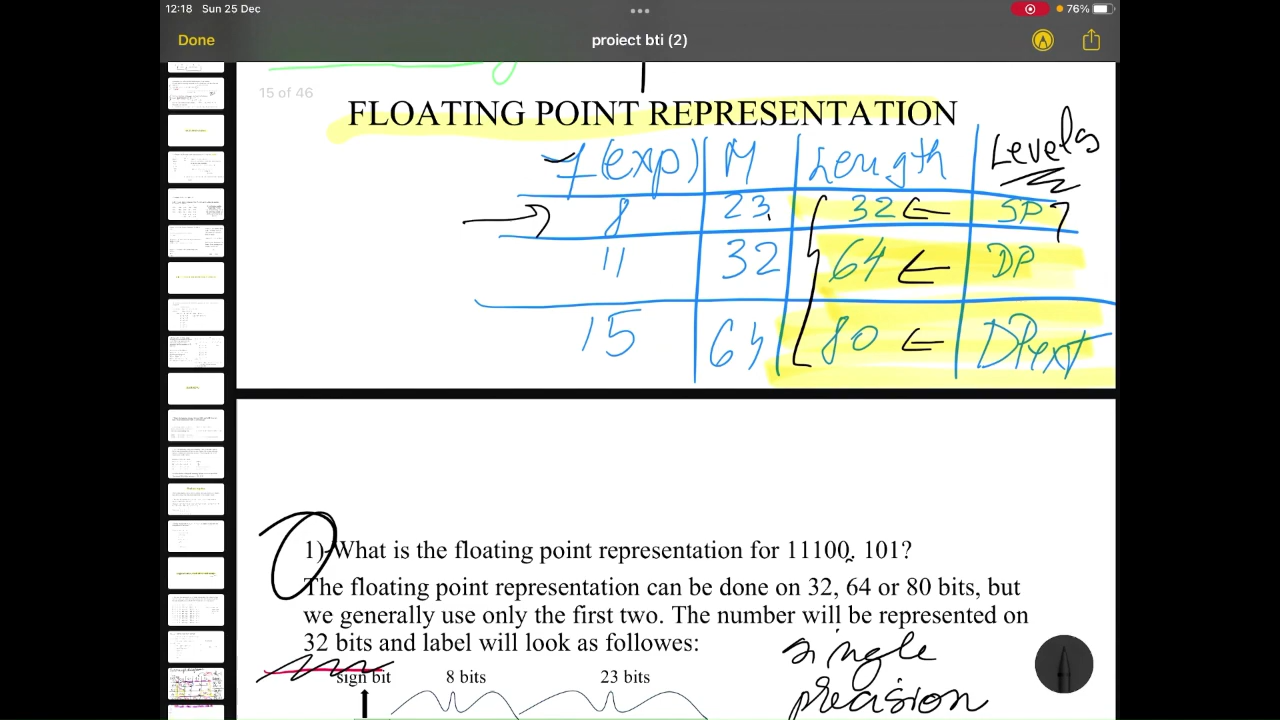 12:18 Sun 25 Dec
76%
Done
proiect bti (2)
15 of 46
FLOATING POINT REPRESENTATION
(exp) M Length Levels
8 23 32 SP
11 32 64 DP
15 64 80 DPext
1) What is the floating point representation for 11100. 101?
The floating point representation can be done on 32, 64 or 80 bits, but
we generally use only the first two. The number will be represented on
32 bits and later will look as follows:
single
sign bit 8 bits 23 bits
precision